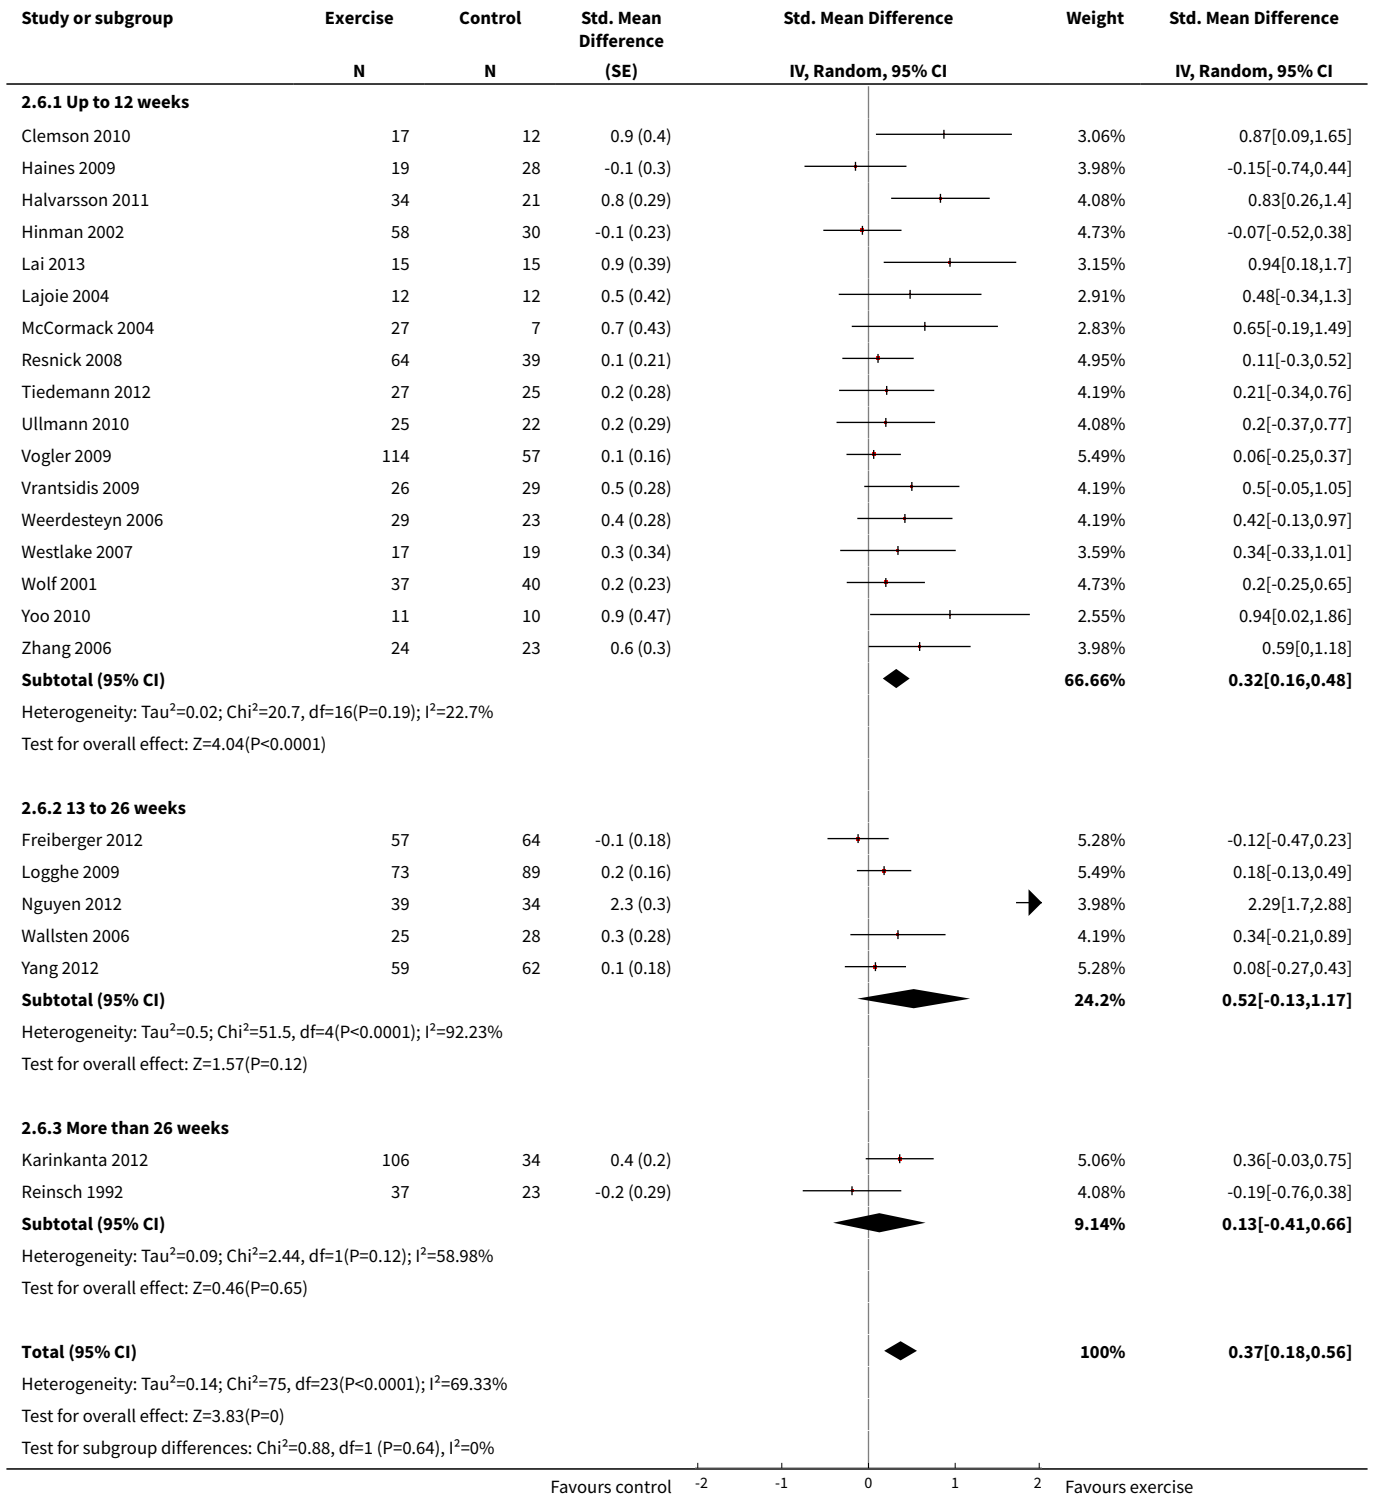 Study or subgroup Exercise Control Std. Mean Difference Std. Mean Difference Weight Std. Mean Difference
N N (SE) IV, Random, 95% CI IV, Random, 95% CI
2.6.1 Up to 12 weeks
Clemson 2010 17 12 0.9 (0.4) 3.06% 0.87[0.09,1.65]
Haines 2009 19 28 -0.1 (0.3) 3.98% -0.15[-0.74,0.44]
Halvarsson 2011 34 21 0.8 (0.29) 4.08% 0.83[0.26,1.4]
Hinman 2002 58 30 -0.1 (0.23) 4.73% -0.07[-0.52,0.38]
Lai 2013 15 15 0.9 (0.39) 3.15% 0.94[0.18,1.7]
Lajoie 2004 12 12 0.5 (0.42) 2.91% 0.48[-0.34,1.3]
McCormack 2004 27 7 0.7 (0.43) 2.83% 0.65[-0.19,1.49]
Resnick 2008 64 39 0.1 (0.21) 4.95% 0.11[-0.3,0.52]
Tiedemann 2012 27 25 0.2 (0.28) 4.19% 0.21[-0.34,0.76]
Ullmann 2010 25 22 0.2 (0.29) 4.08% 0.2[-0.37,0.77]
Vogler 2009 114 57 0.1 (0.16) 5.49% 0.06[-0.25,0.37]
Vrantsidis 2009 26 29 0.5 (0.28) 4.19% 0.5[-0.05,1.05]
Weerdesteyn 2006 29 23 0.4 (0.28) 4.19% 0.42[-0.13,0.97]
Westlake 2007 17 19 0.3 (0.34) 3.59% 0.34[-0.33,1.01]
Wolf 2001 37 40 0.2 (0.23) 4.73% 0.2[-0.25,0.65]
Yoo 2010 11 10 0.9 (0.47) 2.55% 0.94[0.02,1.86]
Zhang 2006 24 23 0.6 (0.3) 3.98% 0.59[0,1.18]
Subtotal (95% CI) 66.66% 0.32[0.16,0.48]
Heterogeneity: Tau²=0.02; Chi²=20.7, df=16(P=0.19); I²=22.7%
Test for overall effect: Z=4.04(P<0.0001)
2.6.2 13 to 26 weeks
Freiberger 2012 57 64 -0.1 (0.18) 5.28% -0.12[-0.47,0.23]
Logghe 2009 73 89 0.2 (0.16) 5.49% 0.18[-0.13,0.49]
Nguyen 2012 39 34 2.3 (0.3) 3.98% 2.29[1.7,2.88]
Wallsten 2006 25 28 0.3 (0.28) 4.19% 0.34[-0.21,0.89]
Yang 2012 59 62 0.1 (0.18) 5.28% 0.08[-0.27,0.43]
Subtotal (95% CI) 24.2% 0.52[-0.13,1.17]
Heterogeneity: Tau²=0.5; Chi²=51.5, df=4(P<0.0001); I²=92.23%
Test for overall effect: Z=1.57(P=0.12)
2.6.3 More than 26 weeks
Karinkanta 2012 106 34 0.4 (0.2) 5.06% 0.36[-0.03,0.75]
Reinsch 1992 37 23 -0.2 (0.29) 4.08% -0.19[-0.76,0.38]
Subtotal (95% CI) 9.14% 0.13[-0.41,0.66]
Heterogeneity: Tau²=0.09; Chi²=2.44, df=1(P=0.12); I²=58.98%
Test for overall effect: Z=0.46(P=0.65)
Total (95% CI) 100% 0.37[0.18,0.56]
Heterogeneity: Tau²=0.14; Chi²=75, df=23(P<0.0001); I²=69.33%
Test for overall effect: Z=3.83(P=0)
Test for subgroup differences: Chi²=0.88, df=1 (P=0.64), I²=0%
Favours control -2 -1 0 1 2 Favours exercise